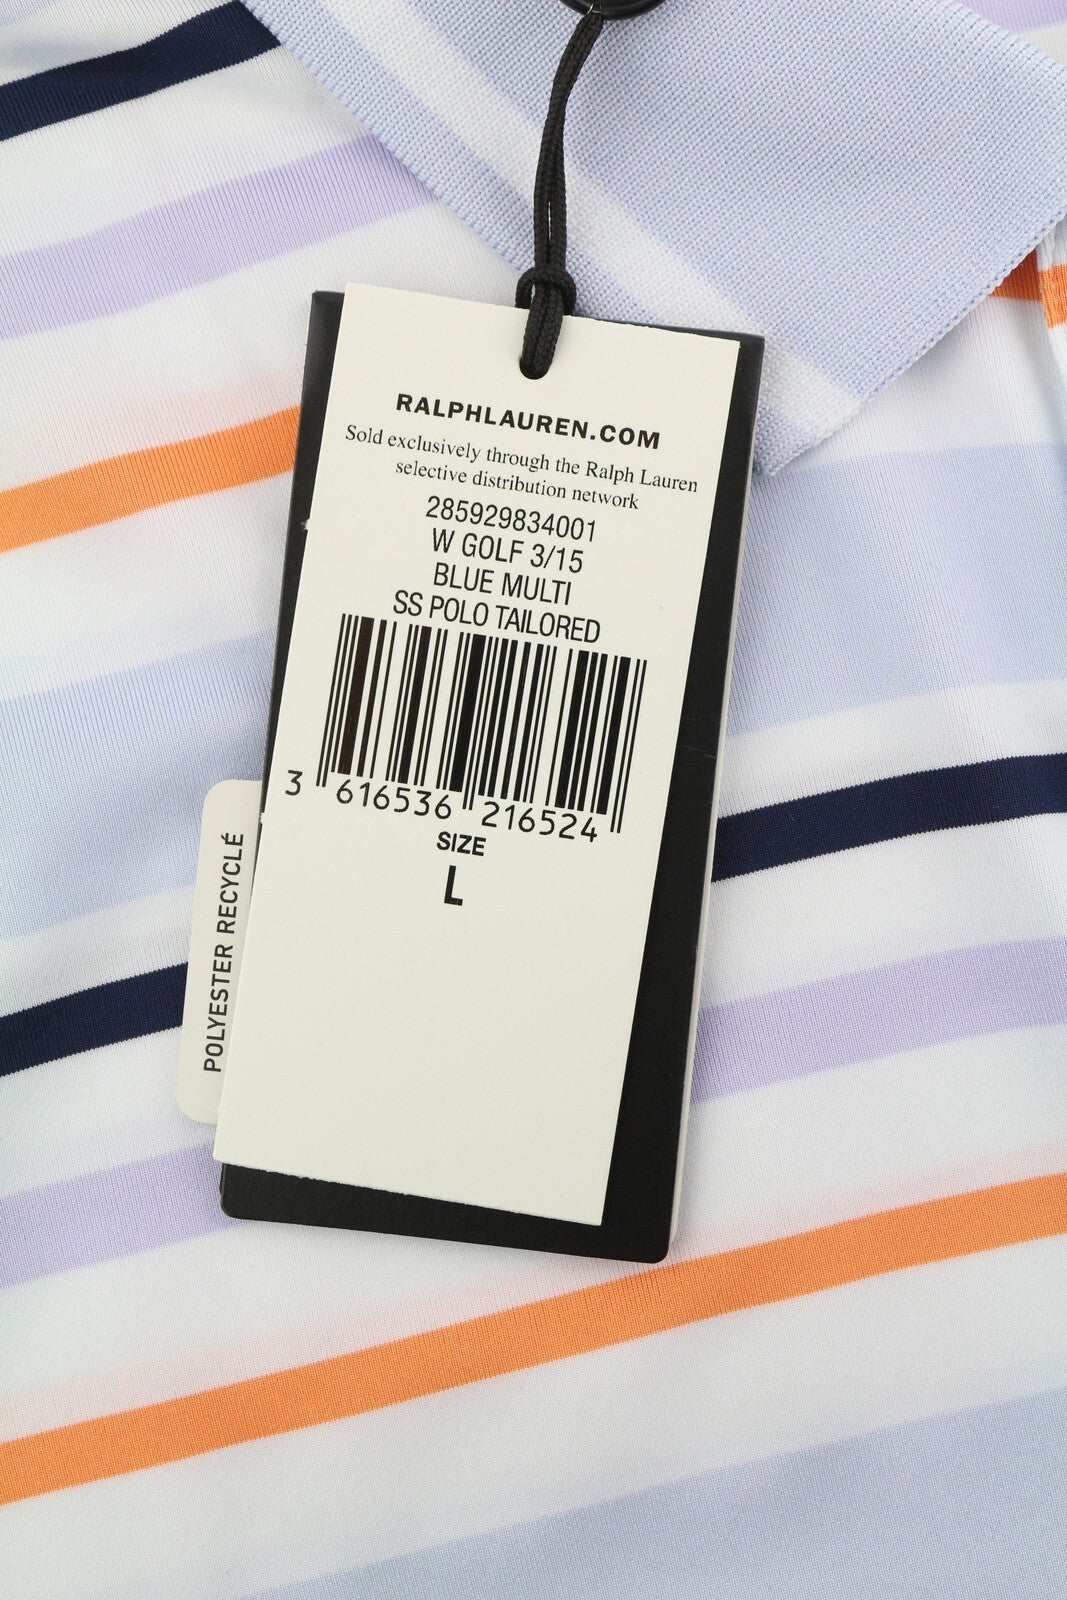 RALPHLAUREN.COM
Sold exclusively through the Ralph Lauren
selective distribution network
285929834001
W GOLF 3/15
BLUE MULTI
SS POLO TAILORED
3 616536 216524
SIZE
L
POLYESTER RECYCLÉ